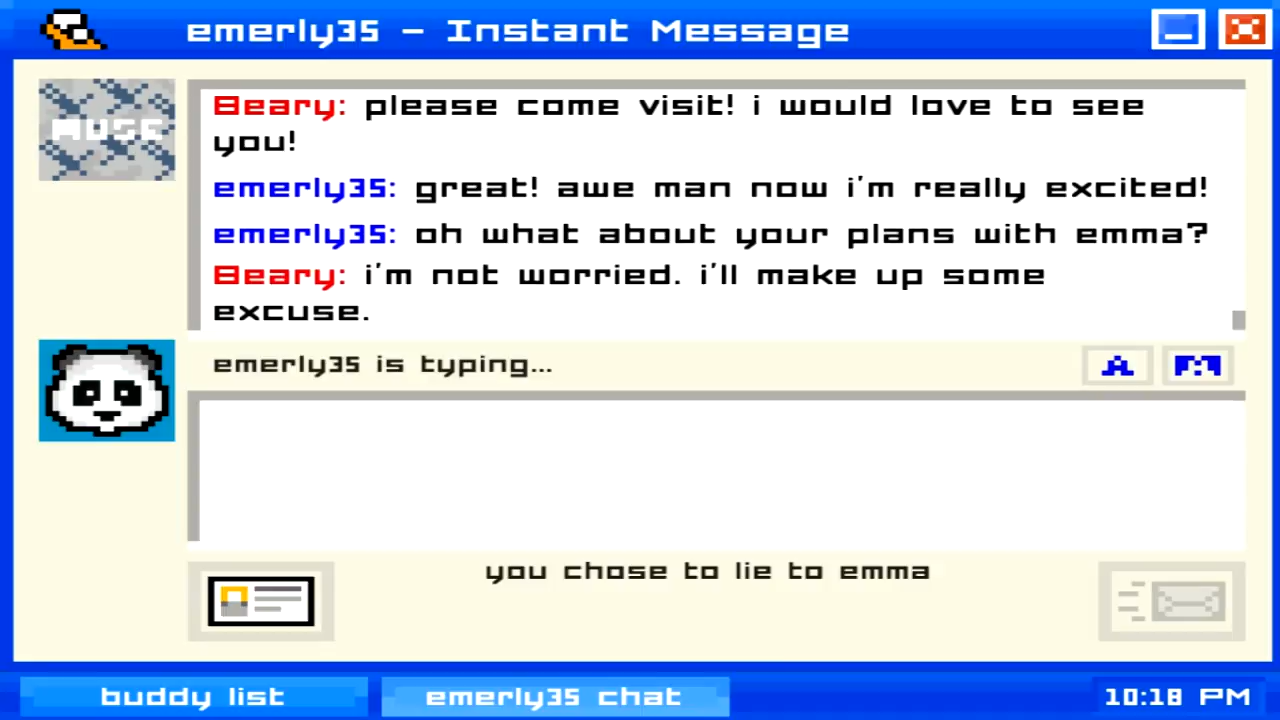 emerly35 - Instant Message
MUSE
Beary: please come visit! i would love to see
you!
emerly35: great! awe man now i'm really excited!
emerly35: oh what about your plans with emma?
Beary: i'm not worried. i'll make up some
excuse.
emerly35 is typing...
A
you chose to lie to emma
buddy list
emerly35 chat
10:18 PM